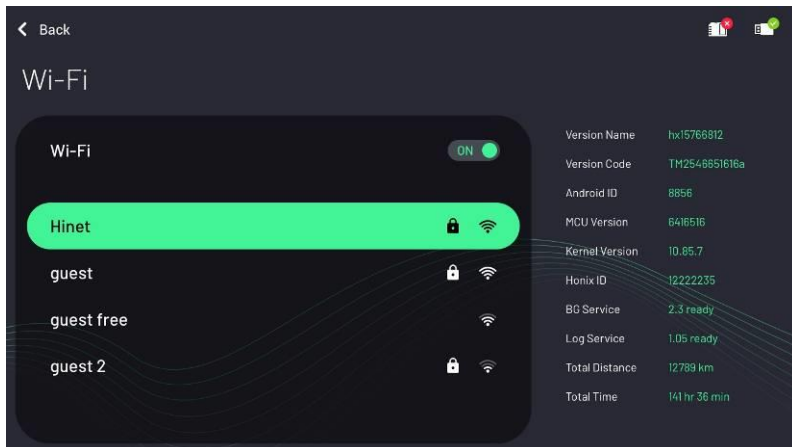 Back
Wi-Fi
Wi-Fi ON
Hinet
guest
guest free
guest 2
Version Name hx15766812
Version Code TM2546651616a
Android ID 8856
MCU Version 6416516
Kernel Version 10.85.7
Honix ID 12222235
BG Service 2.3 ready
Log Service 1.05 ready
Total Distance 12789 km
Total Time 141 hr 36 min